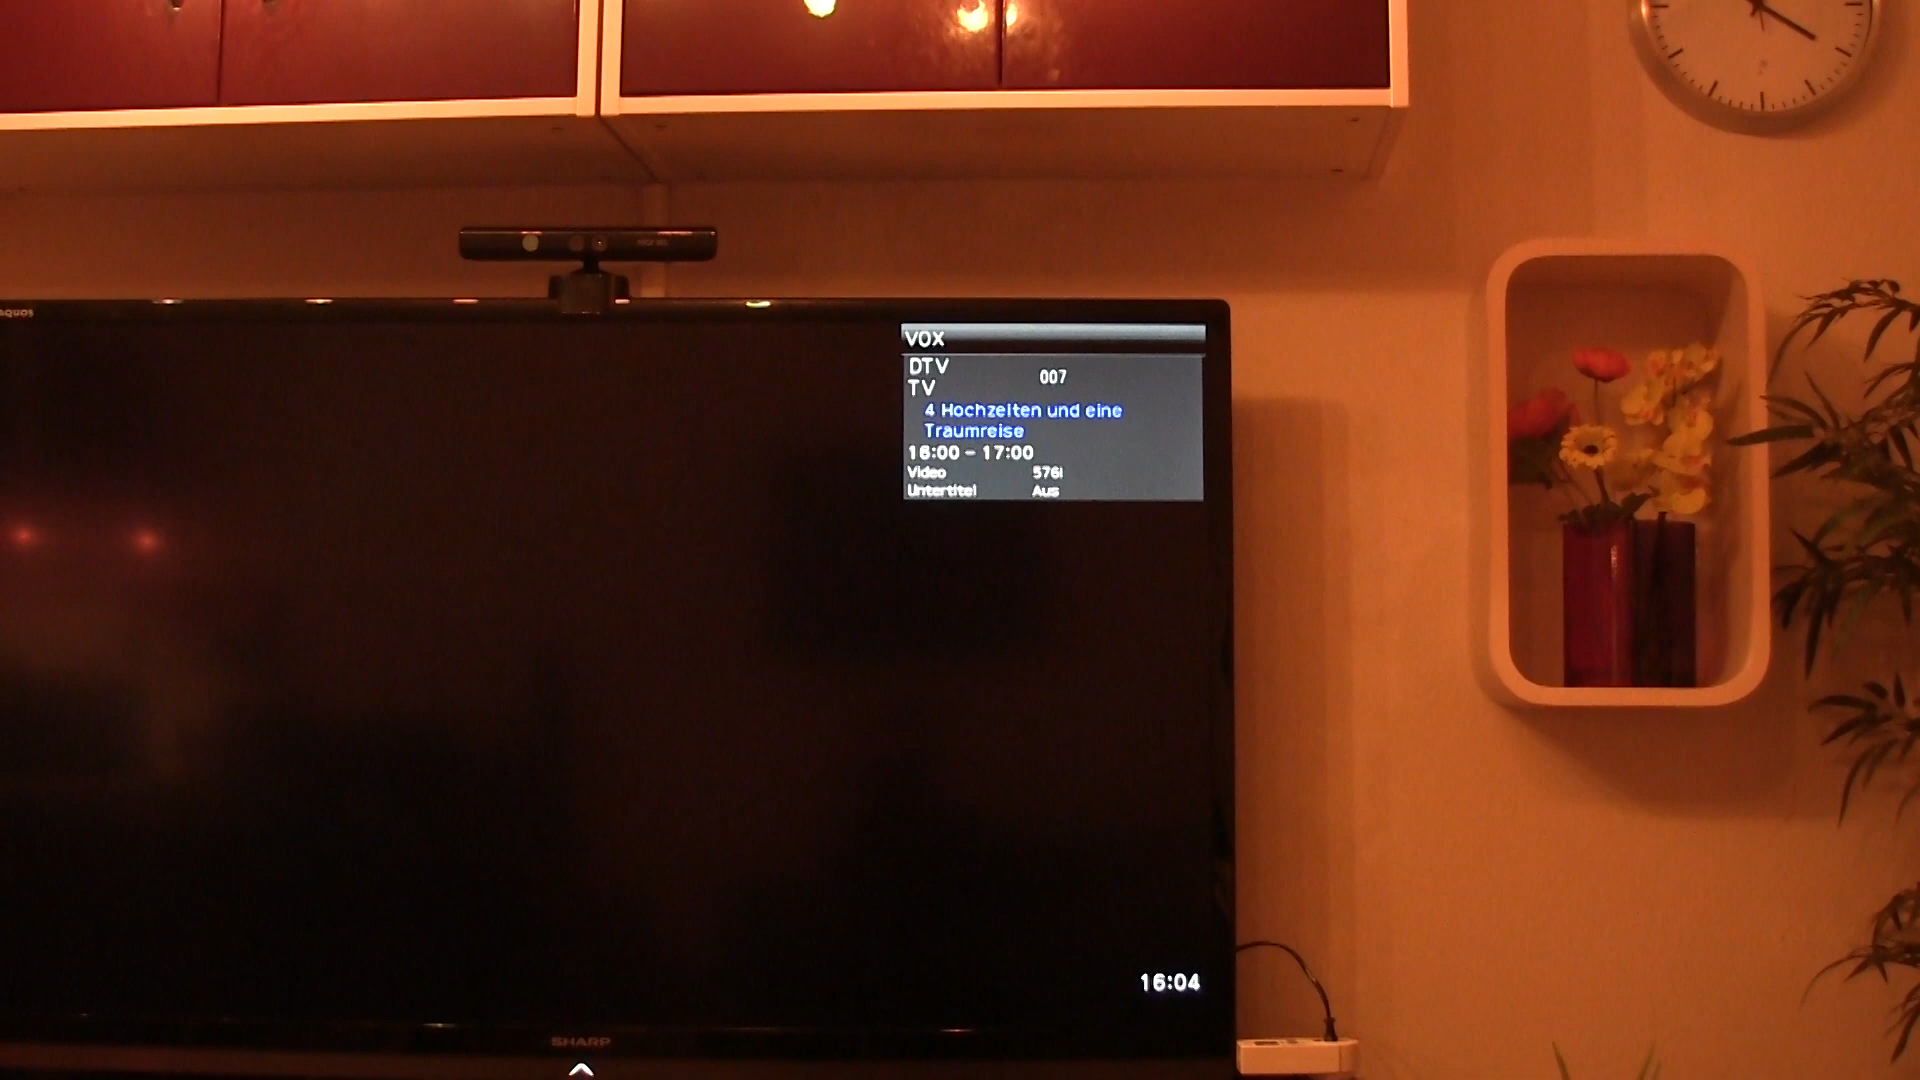 AQUOS
VOX
DTV
007
TV
4 Hochzeiten und eine
Traumreise
16:00 - 17:00
Video 576i
Untertitel Aus
16:04
SHARP